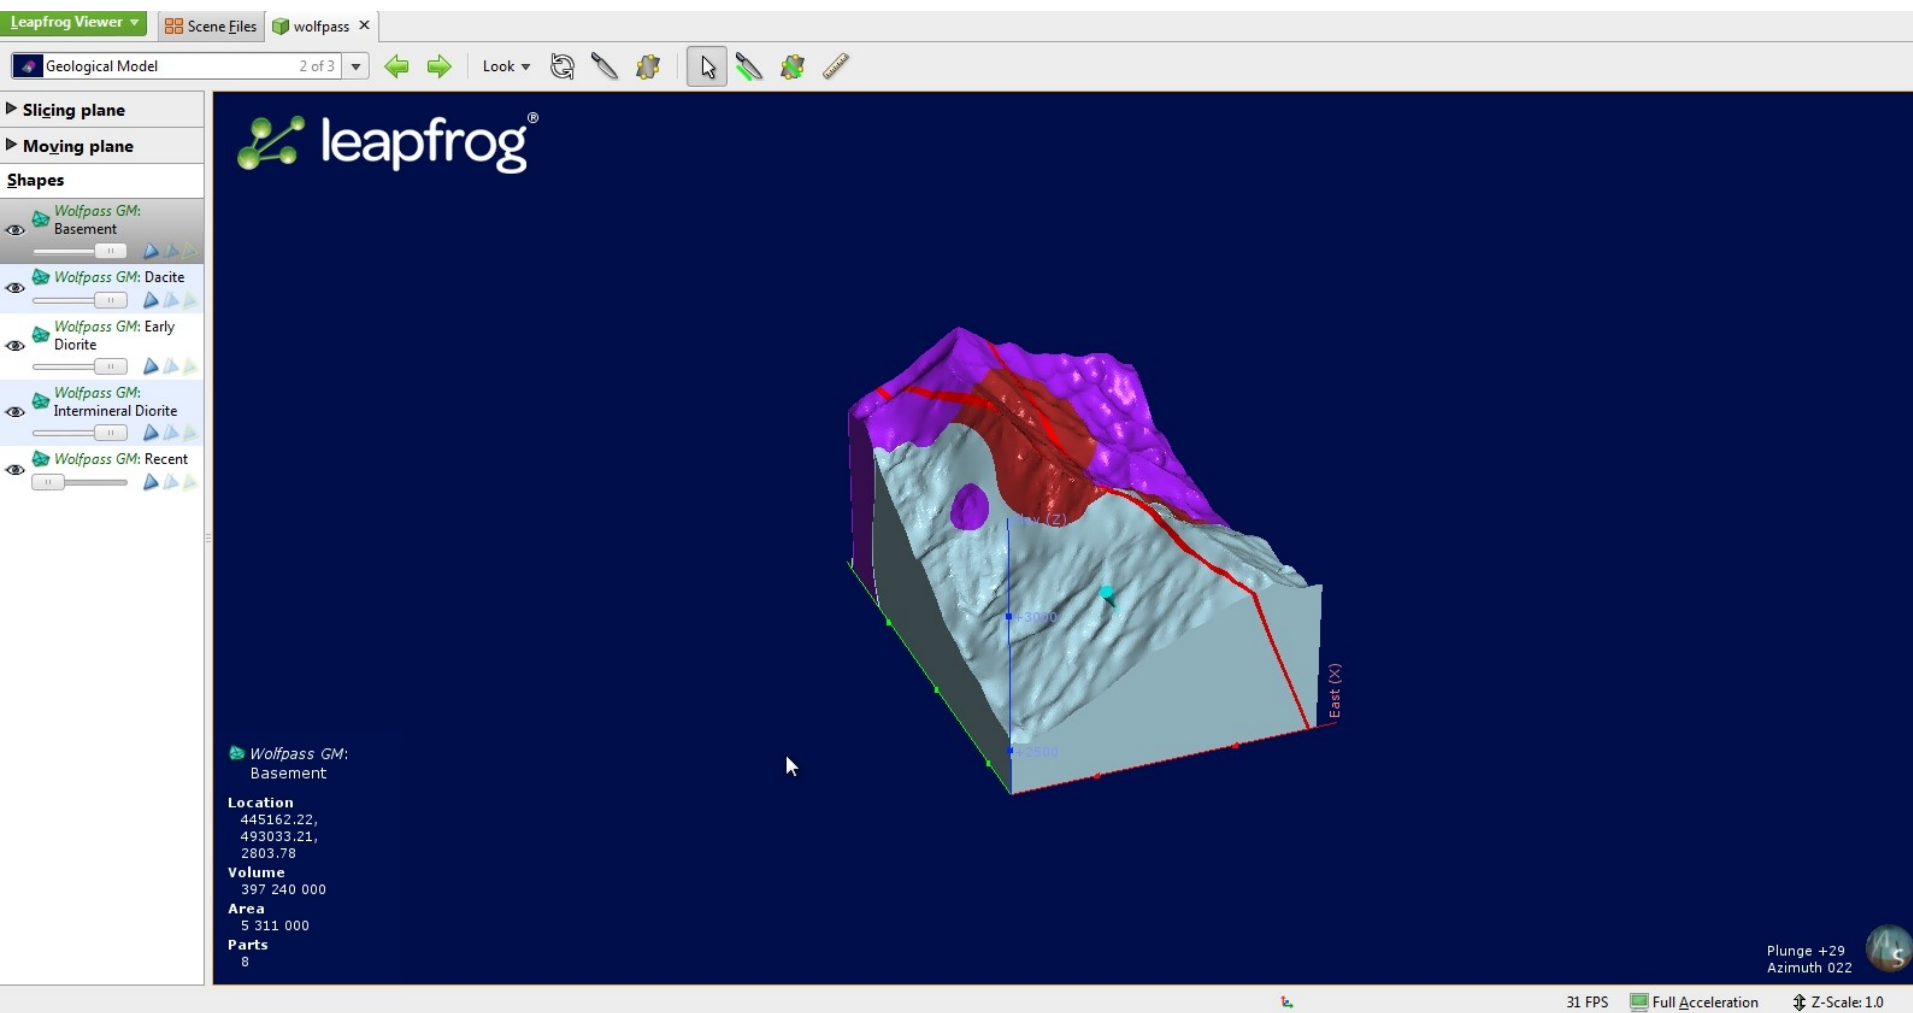 Leapfrog Viewer
Scene Files
wolfpass
Geological Model 2 of 3
Look
Slicing plane
Moving plane
Shapes
Wolfpass GM:
Basement
Wolfpass GM: Dacite
Wolfpass GM: Early
Diorite
Wolfpass GM:
Intermineral Diorite
Wolfpass GM: Recent
leapfrog®
Elev (Z)
+3000
+2500
East (X)
Wolfpass GM:
Basement
Location
445162.22,
493033.21,
2803.78
Volume
397 240 000
Area
5 311 000
Parts
8
Plunge +29
Azimuth 022
S
31 FPS
Full Acceleration
Z-Scale: 1.0